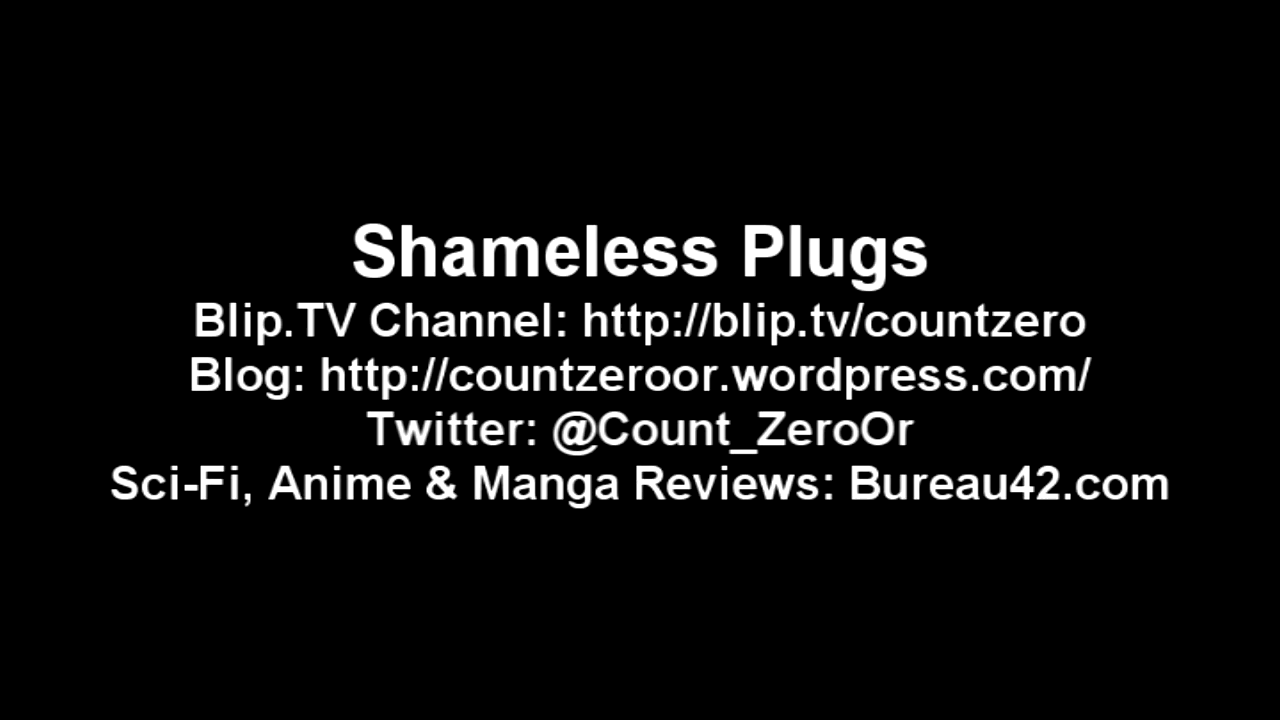 Shameless Plugs
Blip.TV Channel: http://blip.tv/countzero
Blog: http://countzeroor.wordpress.com/
Twitter: @Count_ZeroOr
Sci-Fi, Anime & Manga Reviews: Bureau42.com